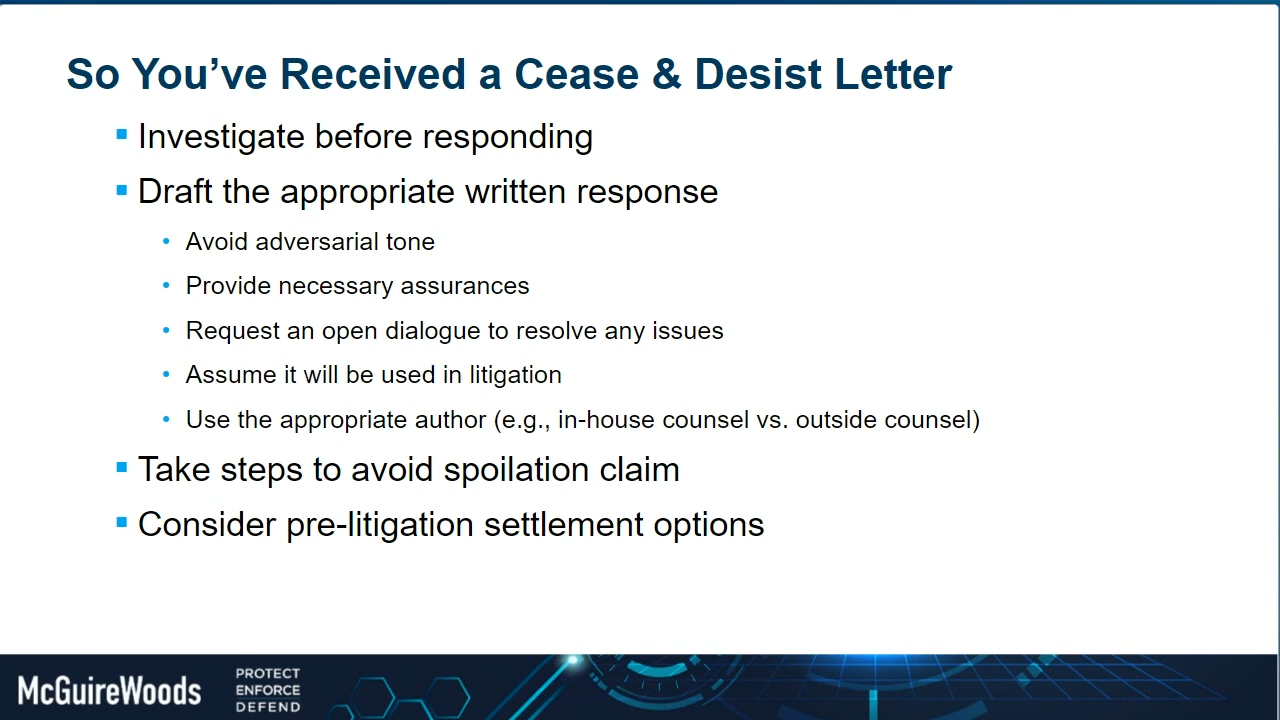 So You’ve Received a Cease & Desist Letter
Investigate before responding
Draft the appropriate written response
Avoid adversarial tone
Provide necessary assurances
Request an open dialogue to resolve any issues
Assume it will be used in litigation
Use the appropriate author (e.g., in-house counsel vs. outside counsel)
Take steps to avoid spoilation claim
Consider pre-litigation settlement options
McGuireWoods
PROTECT
ENFORCE
DEFEND